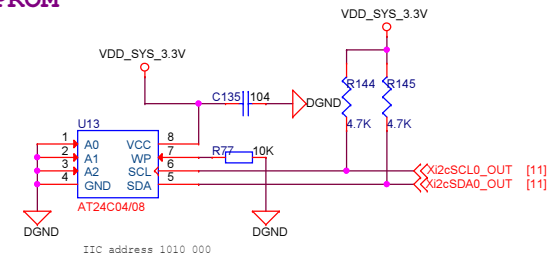 PROM
VDD_SYS_3.3V
VDD_SYS_3.3V
C135 104
DGND
R144 R145
4.7K 4.7K
U13
1 A0 VCC 8
2 A1 WP 7 R77 10K
3 A2 SCL 6 Xi2cSCL0_OUT [11]
4 GND SDA 5 Xi2cSDA0_OUT [11]
AT24C04/08
DGND DGND
IIC address 1010 000